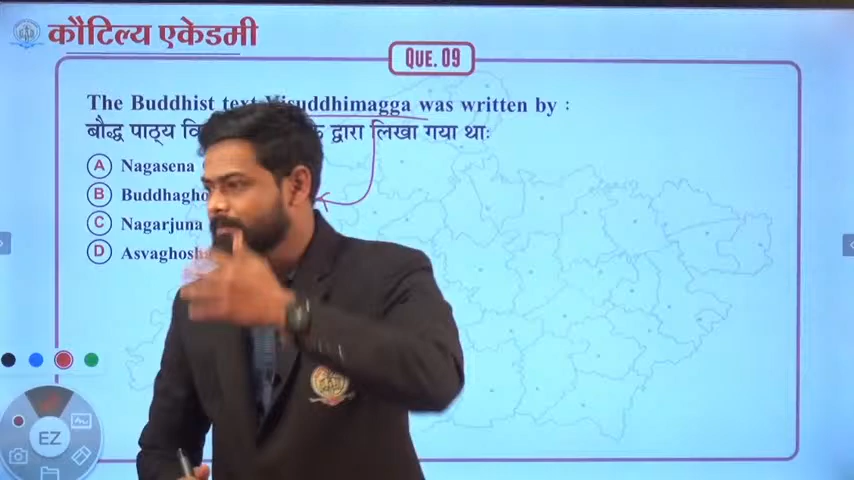 कौटिल्य एकेडमी
QUE. 09
The Buddhist text Visuddhimagga was written by :
बौद्ध पाठ्य द्वारा लिखा गया थाः
A Nagasena
B
C Nagarjuna
D
EZ